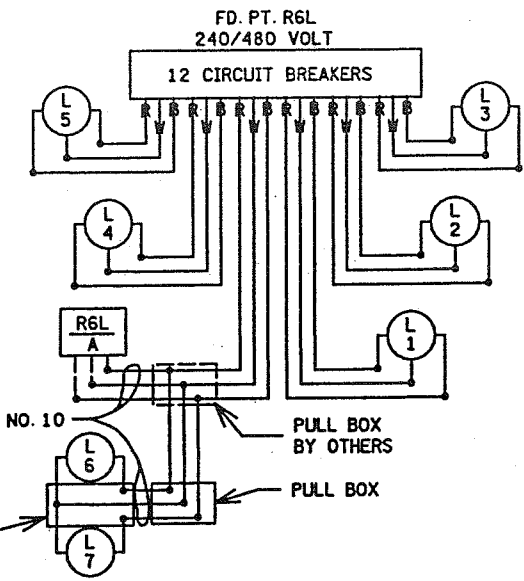 FD. PT. R6L
240/480 VOLT
12 CIRCUIT BREAKERS
R W B R W B R W B R W B R W B R W B
L
5
L
3
L
4
L
2
R6L
A
L
1
NO. 10
PULL BOX
BY OTHERS
L
6
PULL BOX
L
7